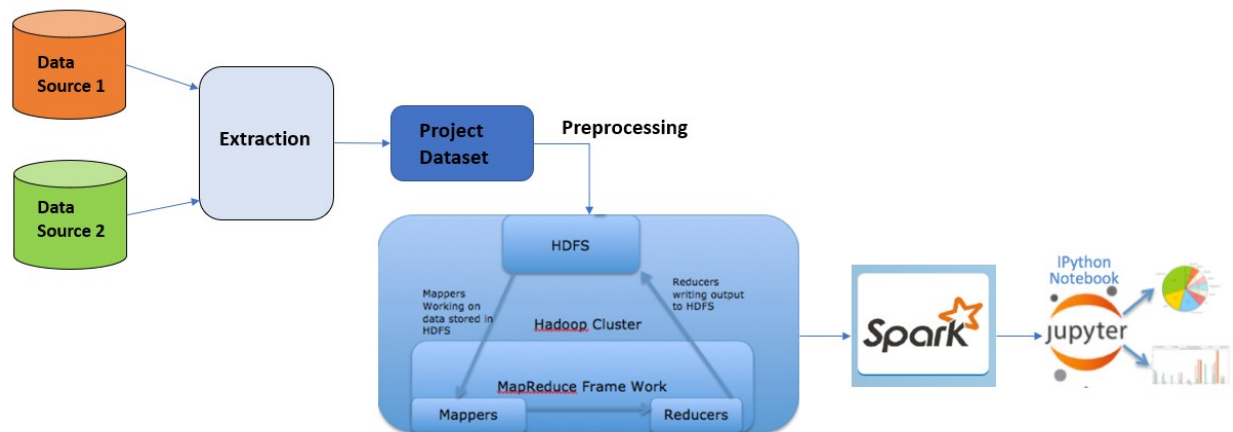 Data
Source 1
Data
Source 2
Extraction
Project
Dataset
Preprocessing
HDFS
Mappers
Working on
data stored in
HDFS
Reducers
writing output
to HDFS
Hadoop Cluster
MapReduce Frame Work
Mappers
Reducers
Spark
IPython
Notebook
jupyter